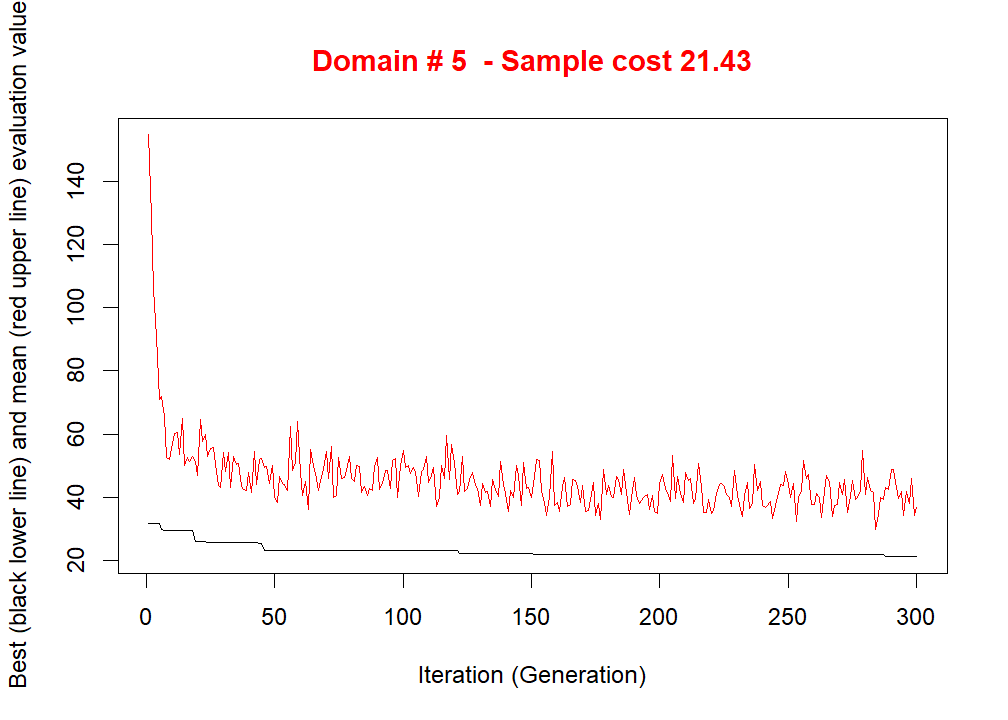 Domain # 5  - Sample cost 21.43
Best (black lower line) and mean (red upper line) evaluation value
140
120
100
80
60
40
20
0 50 100 150 200 250 300
Iteration (Generation)